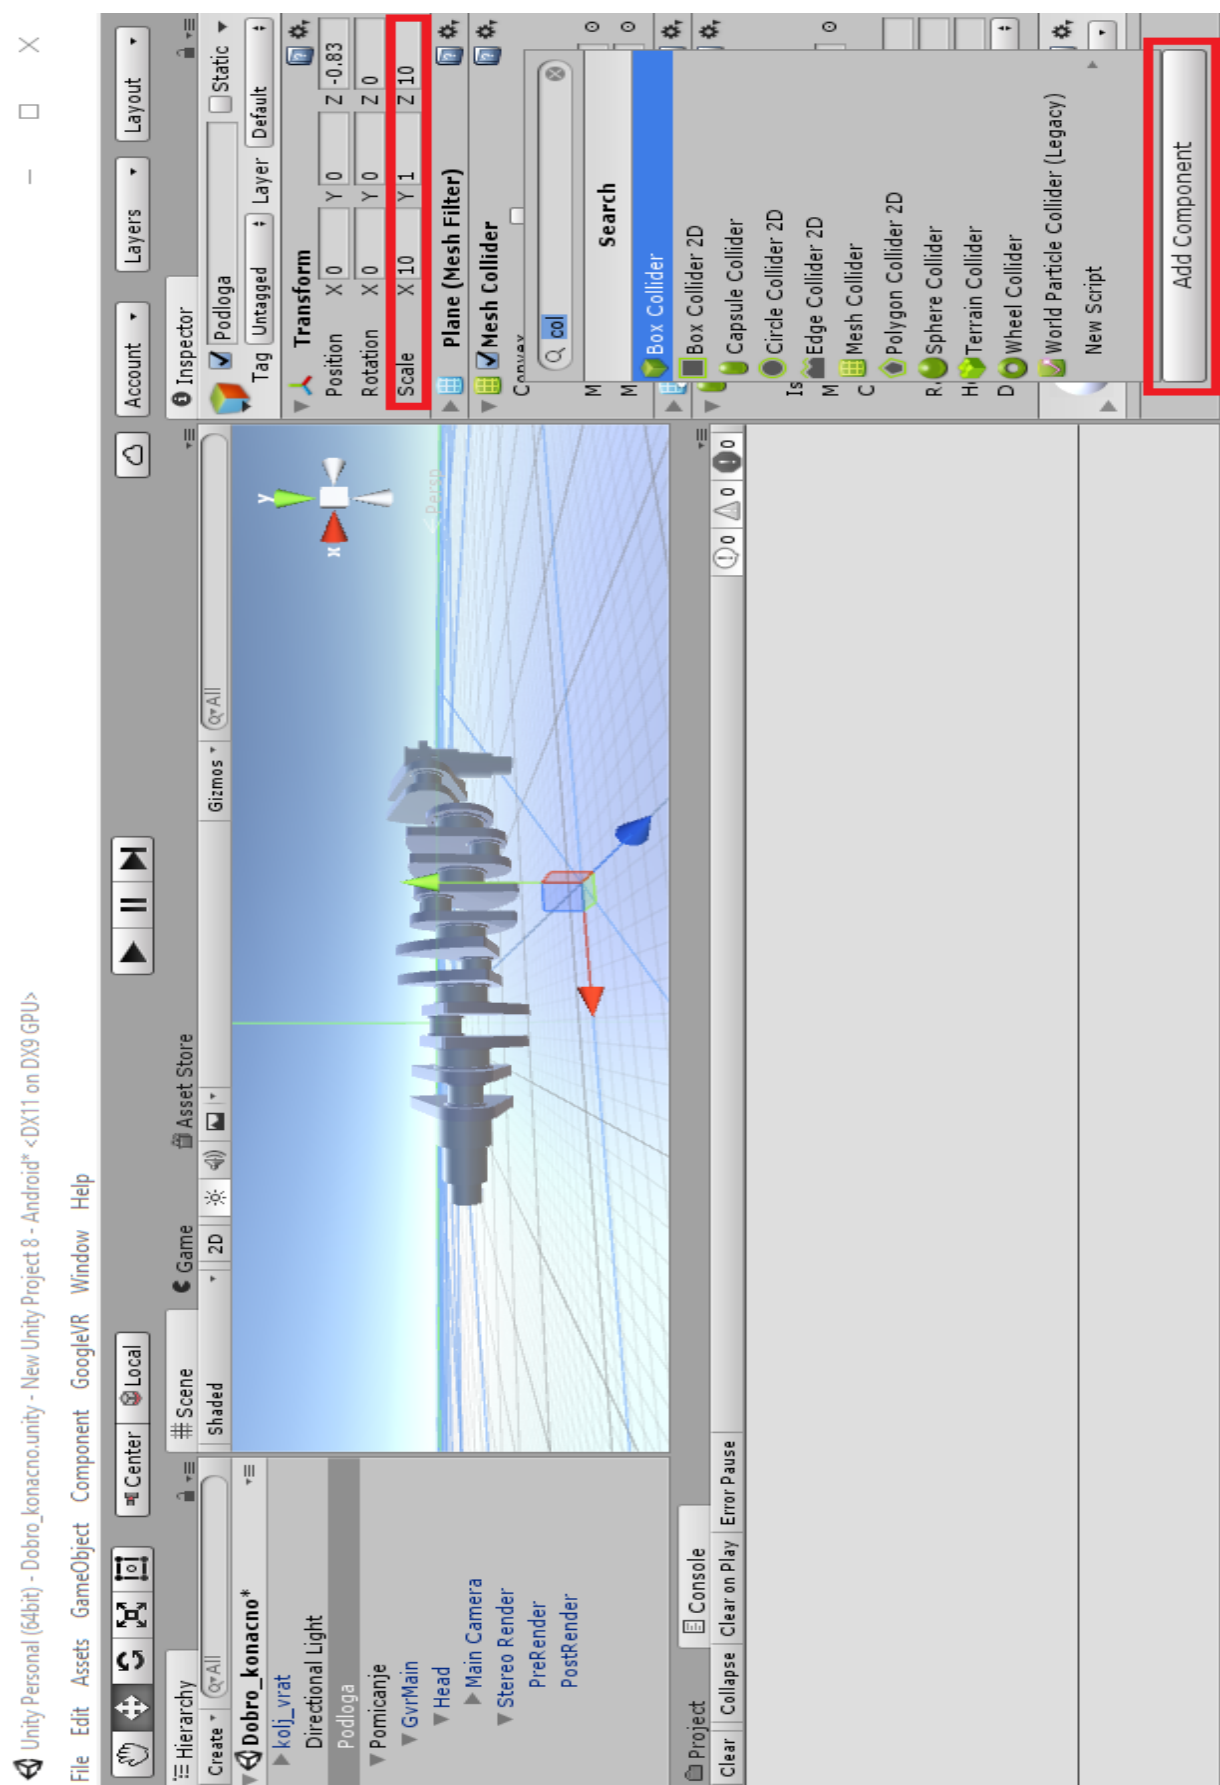 Unity Personal (64bit) - Dobro_konacno.unity - New Unity Project 8 - Android* <DX11 on DX9 GPU>
File Edit Assets GameObject Component GoogleVR Window Help
Center Local
Account Layers Layout
Hierarchy
Create All
Dobro_konacno*
kolj_vrat
Directional Light
Podloga
Pomicanje
GvrMain
Head
Main Camera
Stereo Render
PreRender
PostRender
Scene Game Asset Store
Shaded 2D Gizmos All
y
x
Persp
Inspector
Podloga Static
Tag Untagged Layer Default
Transform
Position X 0 Y 0 Z -0.83
Rotation X 0 Y 0 Z 0
Scale X 10 Y 1 Z 10
Plane (Mesh Filter)
Mesh Collider
Convex
M
M
Is
M
C
R
H
D
col
Search
Box Collider
Box Collider 2D
Capsule Collider
Circle Collider 2D
Edge Collider 2D
Mesh Collider
Polygon Collider 2D
Sphere Collider
Terrain Collider
Wheel Collider
World Particle Collider (Legacy)
New Script
Add Component
Project Console
Clear Collapse Clear on Play Error Pause 0 0 0